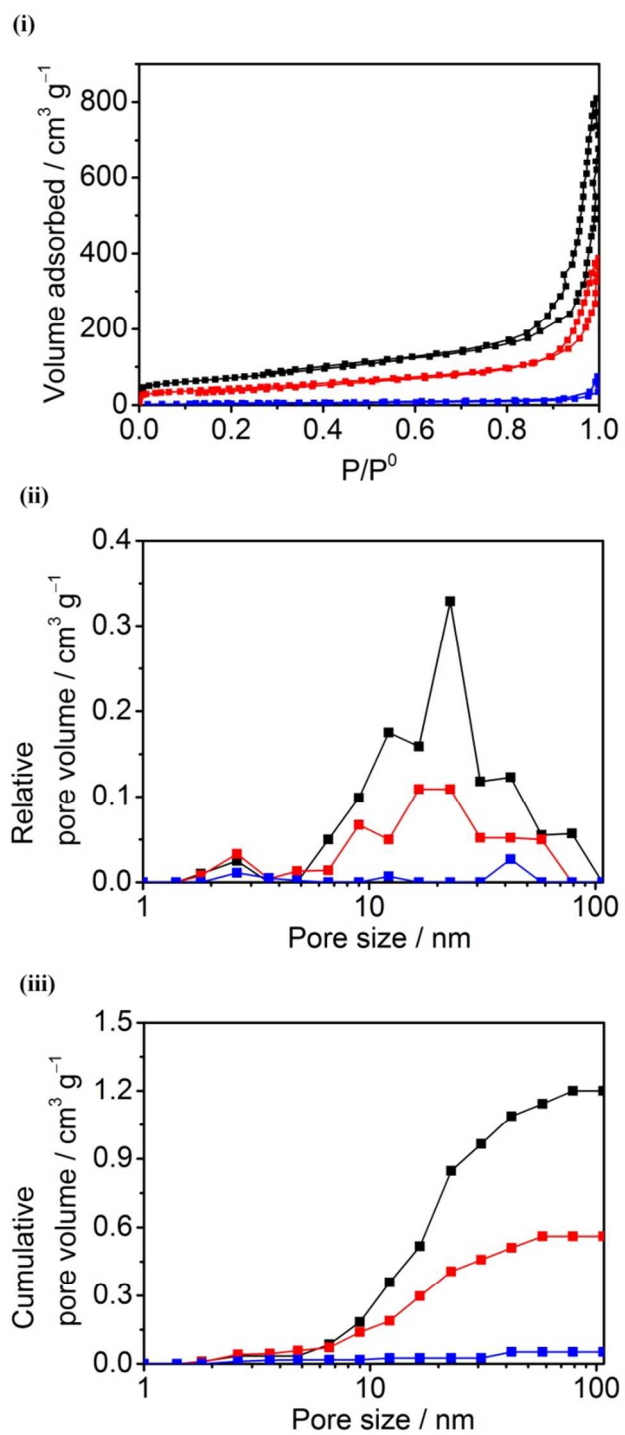 (i)
Volume adsorbed / cm³ g⁻¹
800
600
400
200
0
0.0 0.2 0.4 0.6 0.8 1.0
P/P⁰
(ii)
Relative
pore volume / cm³ g⁻¹
0.4
0.3
0.2
0.1
0.0
1 10 100
Pore size / nm
(iii)
Cumulative
pore volume / cm³ g⁻¹
1.5
1.2
0.9
0.6
0.3
0.0
1 10 100
Pore size / nm